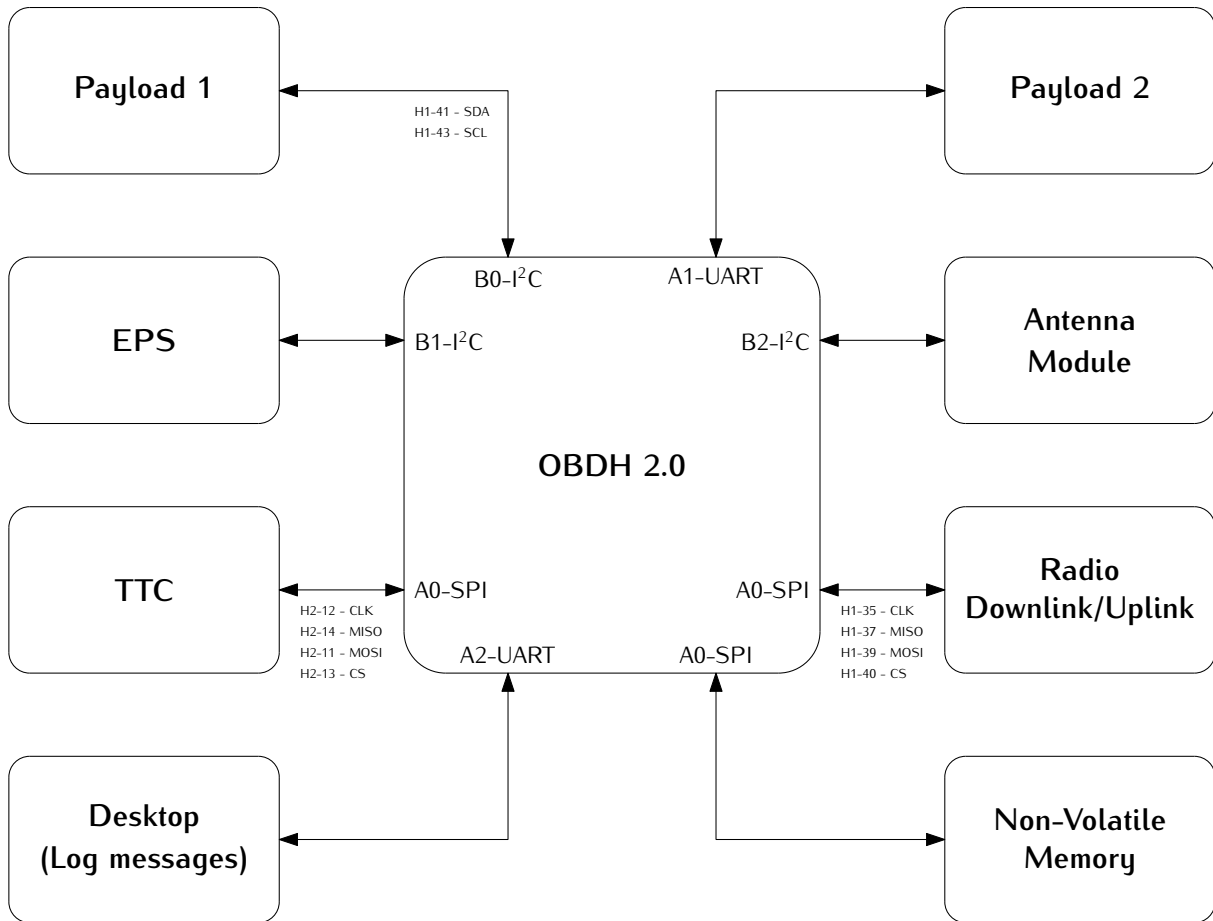 Payload 1
Payload 2
H1-41 - SDA
H1-43 - SCL
B0-I²C
A1-UART
EPS
B1-I²C
B2-I²C
Antenna
Module
OBDH 2.0
TTC
A0-SPI
A0-SPI
Radio
Downlink/Uplink
H2-12 - CLK
H2-14 - MISO
H2-11 - MOSI
H2-13 - CS
H1-35 - CLK
H1-37 - MISO
H1-39 - MOSI
H1-40 - CS
A2-UART
A0-SPI
Desktop
(Log messages)
Non-Volatile
Memory